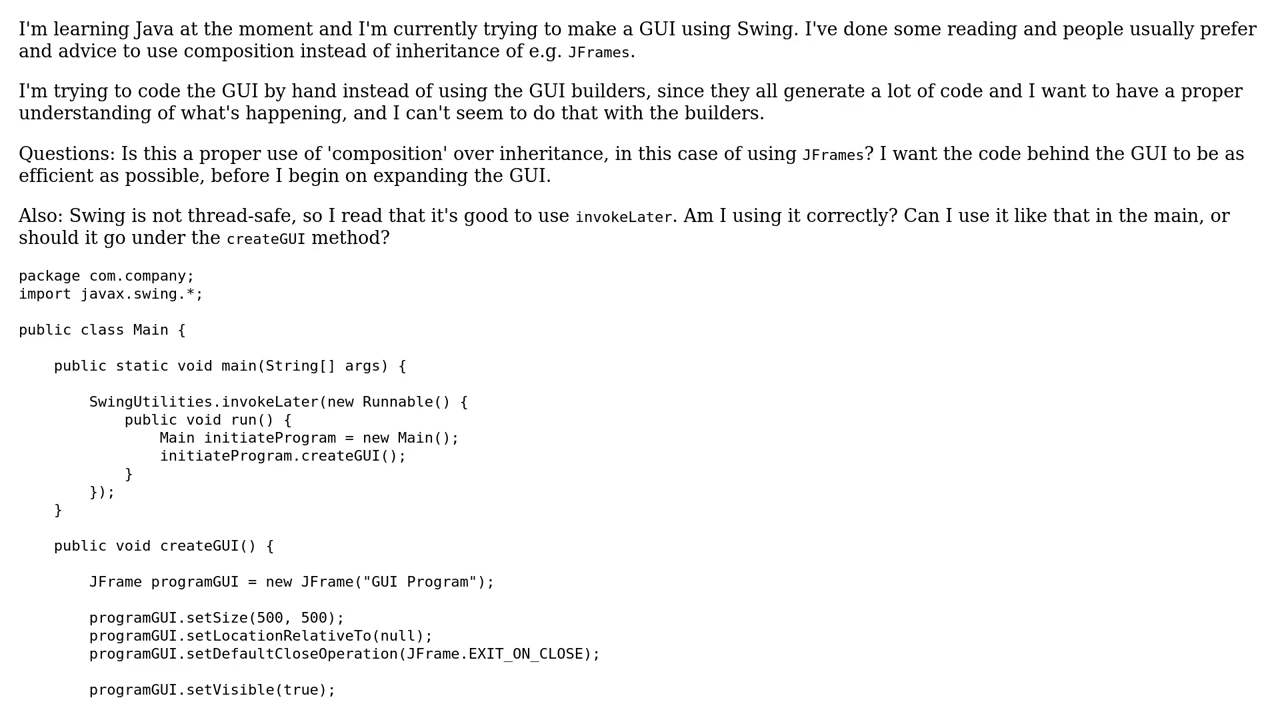 I'm learning Java at the moment and I'm currently trying to make a GUI using Swing. I've done some reading and people usually prefer
and advice to use composition instead of inheritance of e.g. JFrames.
I'm trying to code the GUI by hand instead of using the GUI builders, since they all generate a lot of code and I want to have a proper
understanding of what's happening, and I can't seem to do that with the builders.
Questions: Is this a proper use of 'composition' over inheritance, in this case of using JFrames? I want the code behind the GUI to be as
efficient as possible, before I begin on expanding the GUI.
Also: Swing is not thread-safe, so I read that it's good to use invokeLater. Am I using it correctly? Can I use it like that in the main, or
should it go under the createGUI method?
package com.company;
import javax.swing.*;
public class Main {
    public static void main(String[] args) {
        SwingUtilities.invokeLater(new Runnable() {
            public void run() {
                Main initiateProgram = new Main();
                initiateProgram.createGUI();
            }
        });
    }
    public void createGUI() {
        JFrame programGUI = new JFrame("GUI Program");
        programGUI.setSize(500, 500);
        programGUI.setLocationRelativeTo(null);
        programGUI.setDefaultCloseOperation(JFrame.EXIT_ON_CLOSE);
        programGUI.setVisible(true);